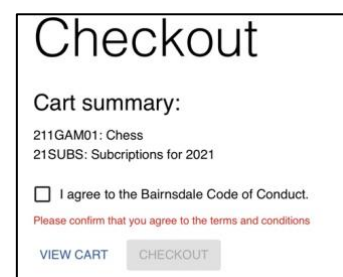 Checkout
Cart summary:
211GAM01: Chess
21SUBS: Subcriptions for 2021
I agree to the Bairnsdale Code of Conduct.
Please confirm that you agree to the terms and conditions
VIEW CART CHECKOUT